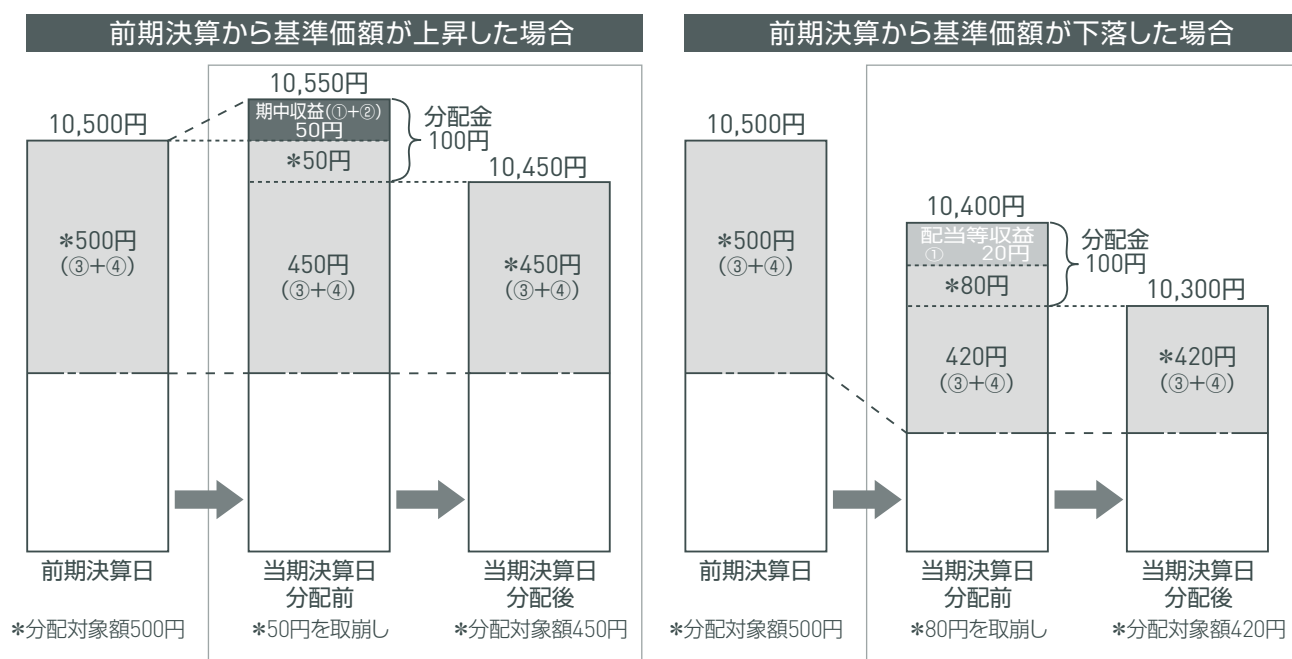 前期決算から基準価額が上昇した場合
10,500円
*500円
(③+④)
前期決算日
*分配対象額500円
10,550円
期中収益(①+②)
50円
*50円
450円
(③+④)
当期決算日
分配前
*50円を取崩し
分配金
100円
10,450円
*450円
(③+④)
当期決算日
分配後
*分配対象額450円
前期決算から基準価額が下落した場合
10,500円
*500円
(③+④)
前期決算日
*分配対象額500円
10,400円
配当等収益
① 20円
*80円
420円
(③+④)
当期決算日
分配前
*80円を取崩し
分配金
100円
10,300円
*420円
(③+④)
当期決算日
分配後
*分配対象額420円